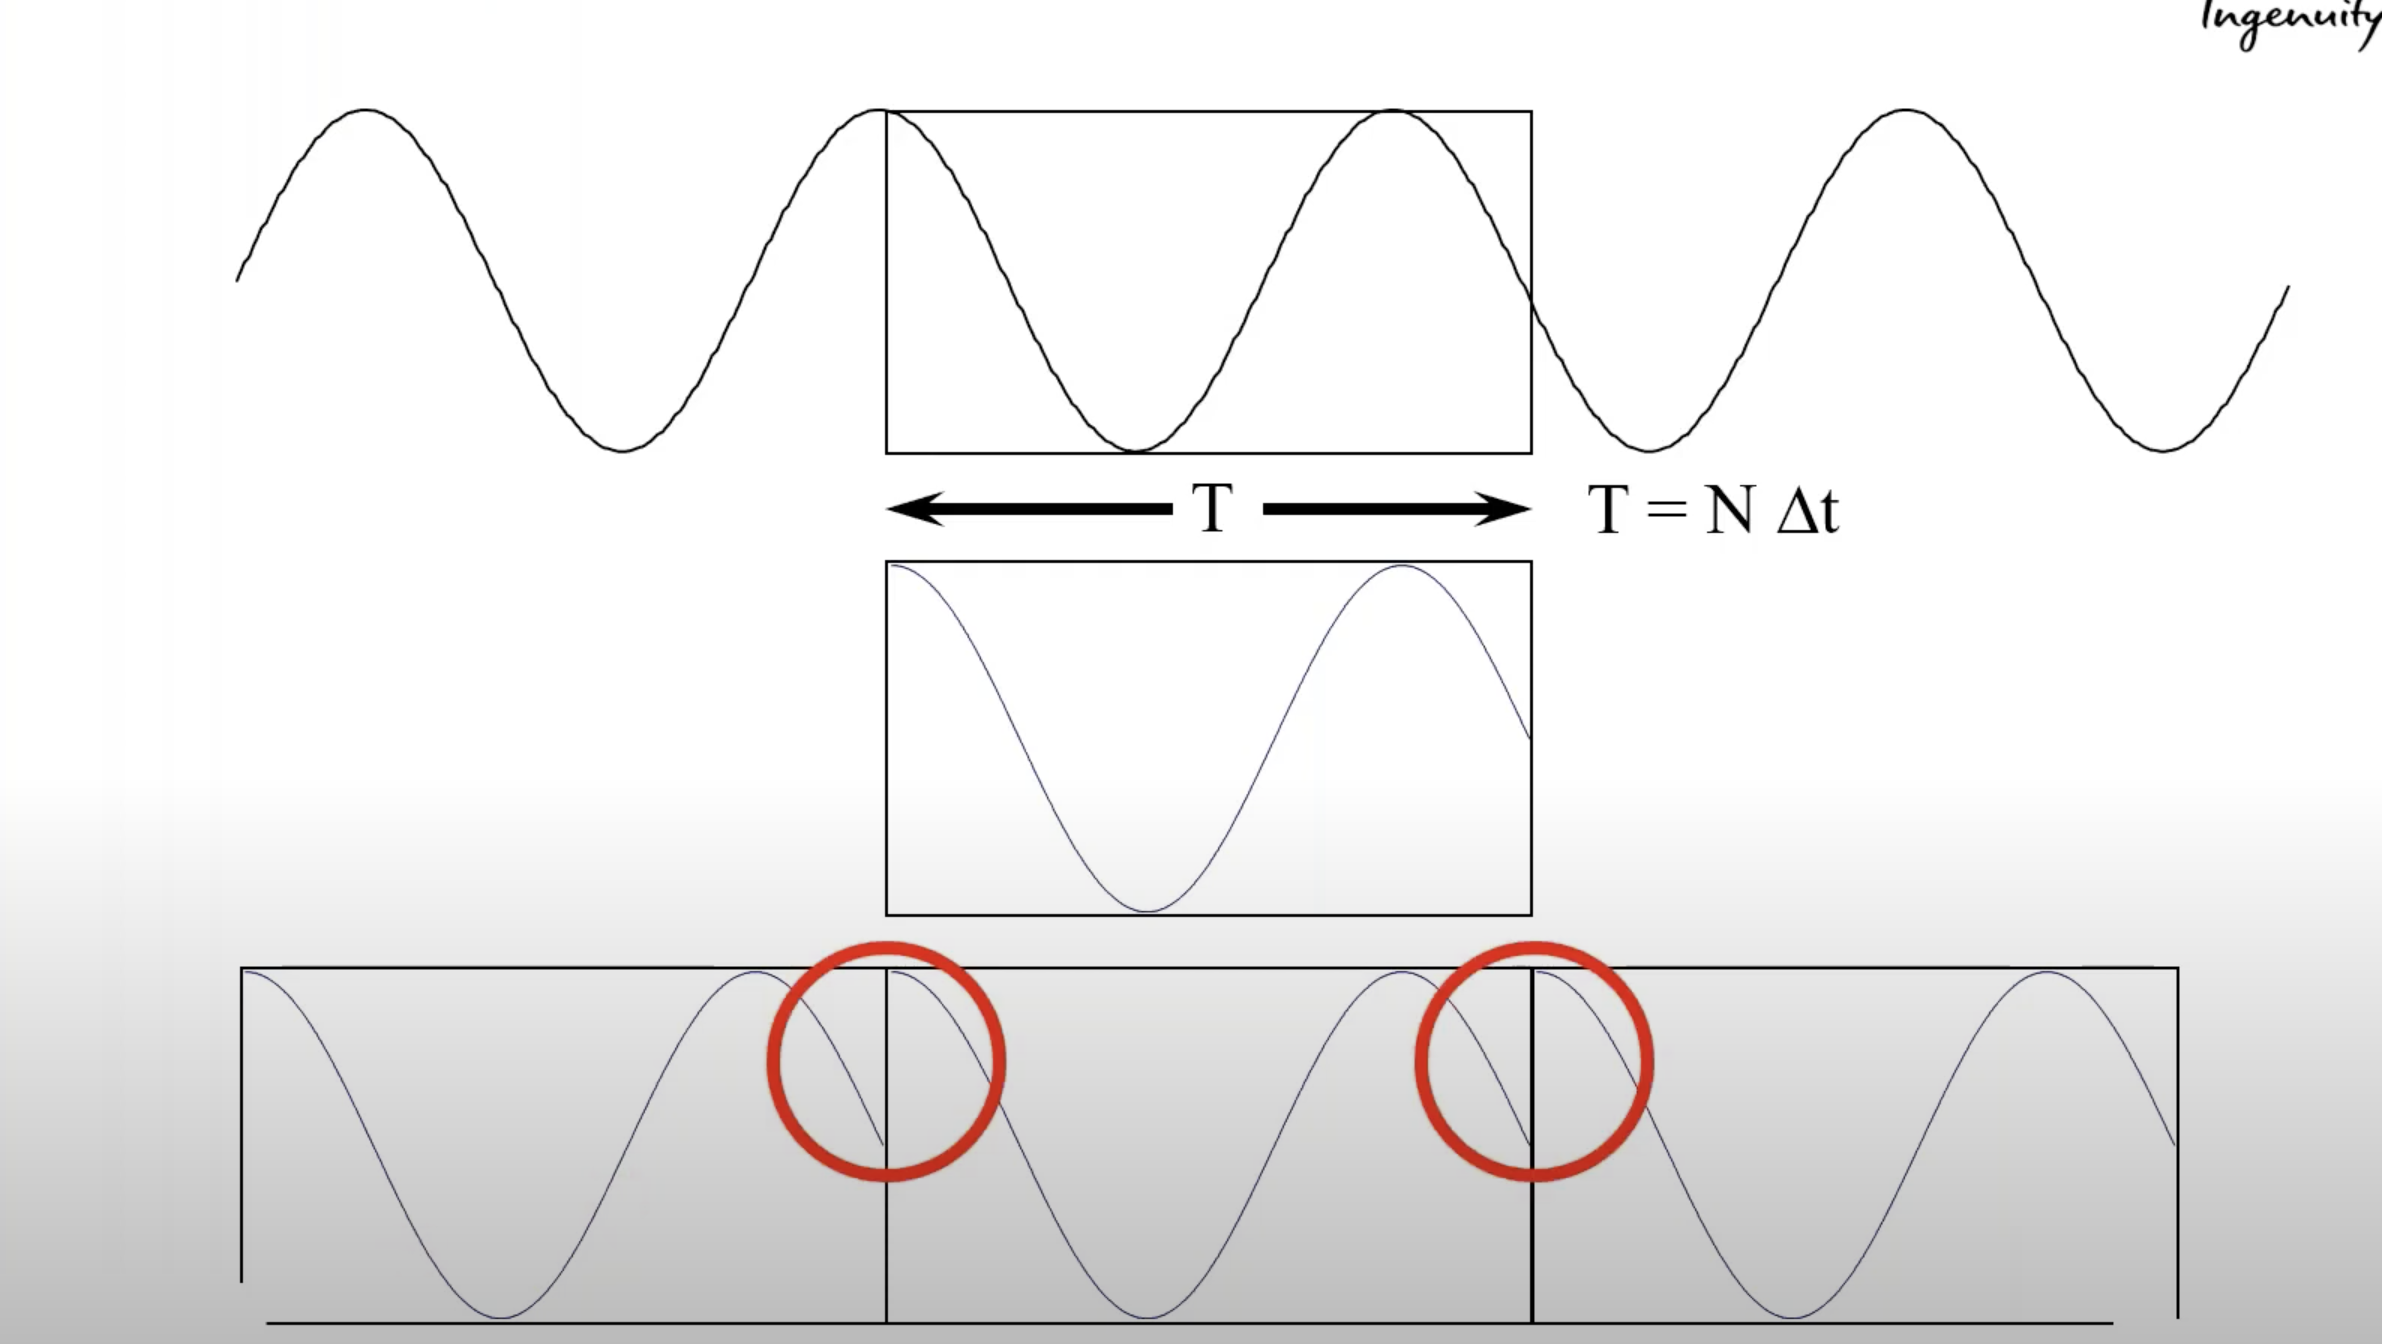 Ingenuity
T
T = N Δt